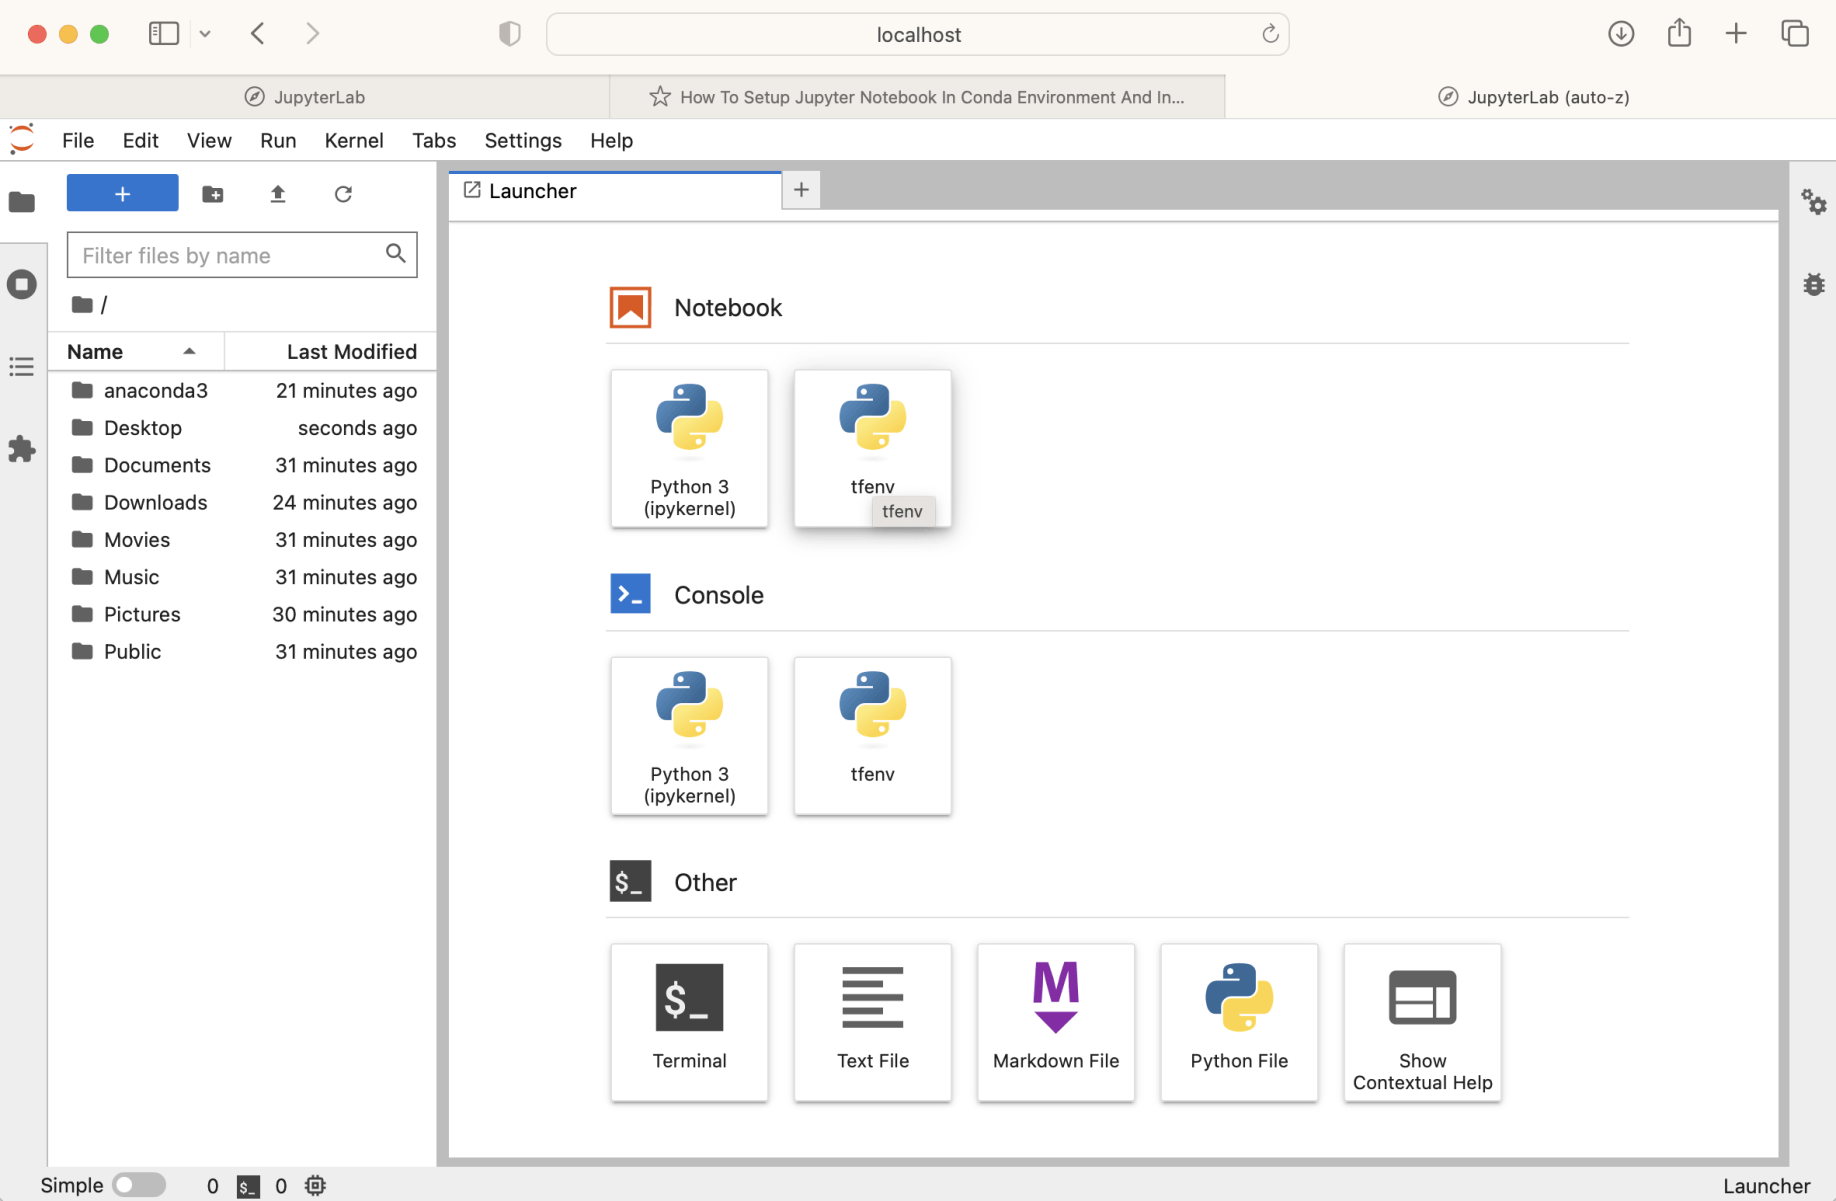 localhost
JupyterLab
How To Setup Jupyter Notebook In Conda Environment And In...
JupyterLab (auto-z)
File Edit View Run Kernel Tabs Settings Help
Launcher
Filter files by name
/
Name Last Modified
anaconda3 21 minutes ago
Desktop seconds ago
Documents 31 minutes ago
Downloads 24 minutes ago
Movies 31 minutes ago
Music 31 minutes ago
Pictures 30 minutes ago
Public 31 minutes ago
Notebook
Python 3
(ipykernel)
tfenv
tfenv
Console
Python 3
(ipykernel)
tfenv
$_
Other
$_
Terminal
Text File
M
Markdown File
Python File
Show
Contextual Help
Simple 0 $_ 0 Launcher